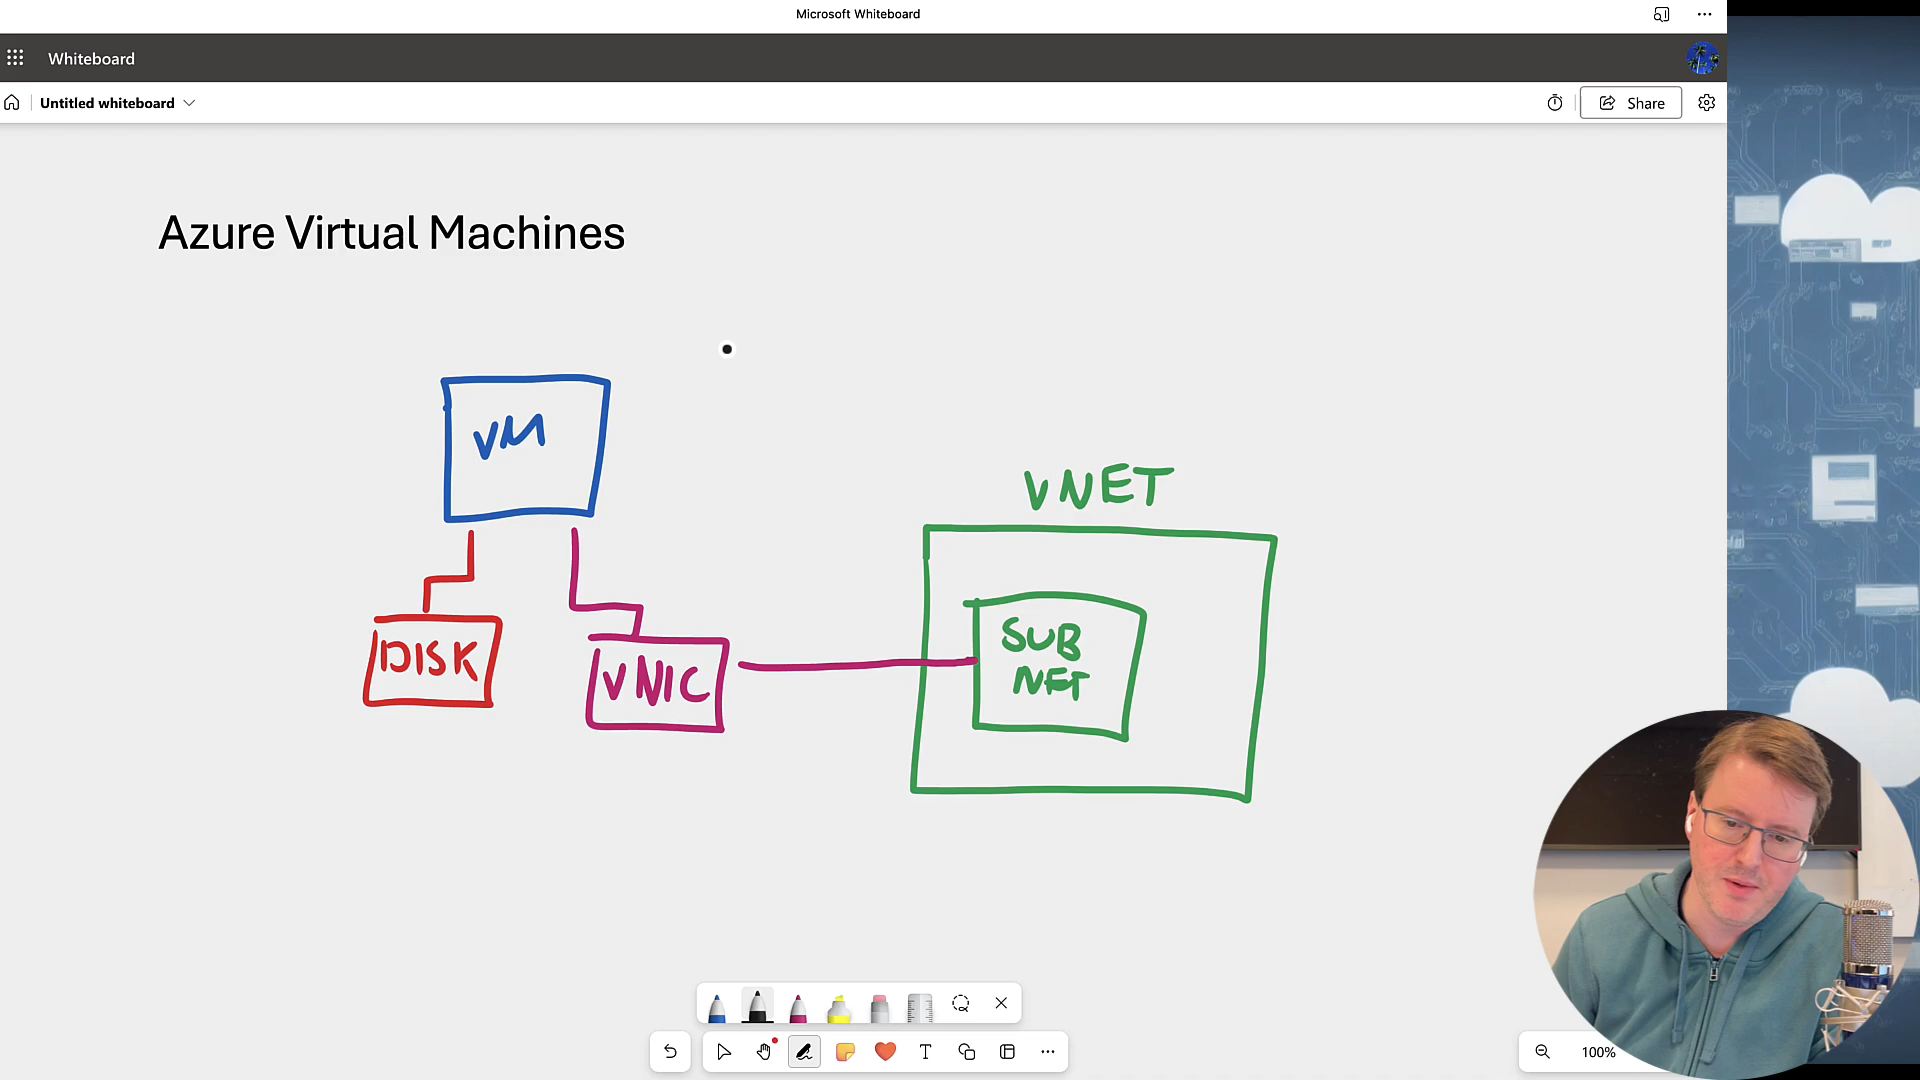 Microsoft Whiteboard
Whiteboard
Untitled whiteboard
Share
Azure Virtual Machines
VM
VNET
DISK
VNIC
SUB
NET
T
100%